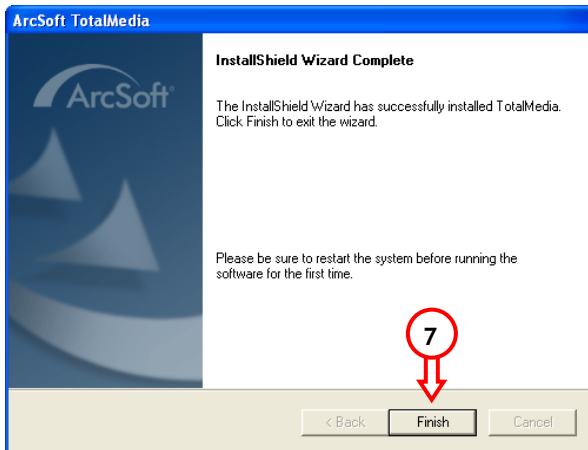 ArcSoft TotalMedia
ArcSoft
InstallShield Wizard Complete
The InstallShield Wizard has successfully installed TotalMedia.
Click Finish to exit the wizard.
Please be sure to restart the system before running the
software for the first time.
7
< Back Finish Cancel